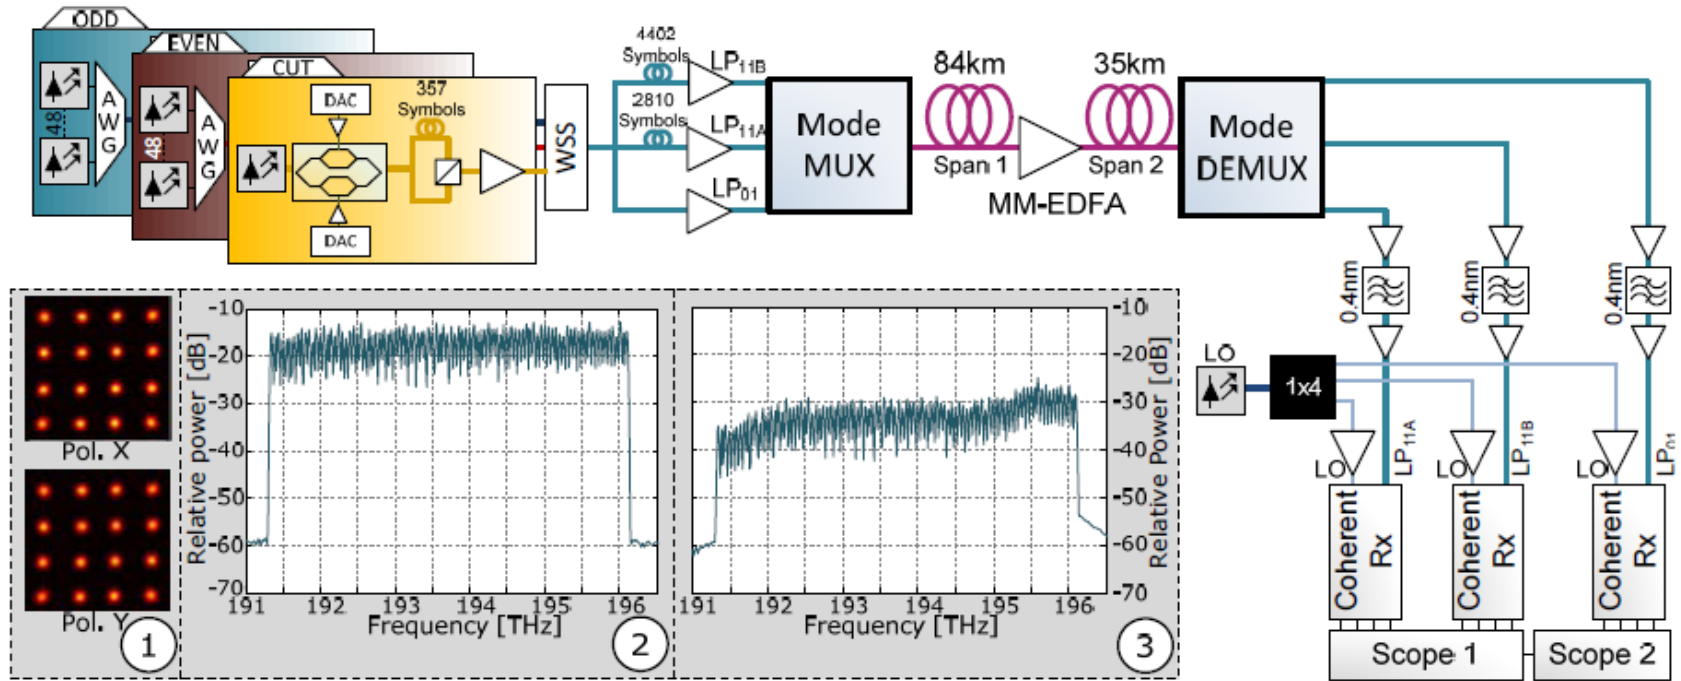 ODD
EVEN
CUT
48
AWG
48
AWG
DAC
DAC
357
Symbols
WSS
4402
Symbols
2810
Symbols
LP11B
LP11A
LP01
Mode
MUX
84km
Span 1
MM-EDFA
35km
Span 2
Mode
DEMUX
0.4nm
0.4nm
0.4nm
LO
1x4
LO
LP11A
LO
LP11B
LO
LP01
Coherent
Rx
Coherent
Rx
Coherent
Rx
Scope 1
Scope 2
Pol. X
Pol. Y
1
Relative power [dB]
-10
-20
-30
-40
-50
-60
-70
191 192 193 194 195 196
Frequency [THz]
2
-10
-20
-30
-40
-50
-60
-70
Relative Power [dB]
191 192 193 194 195 196
Frequency [THz]
3